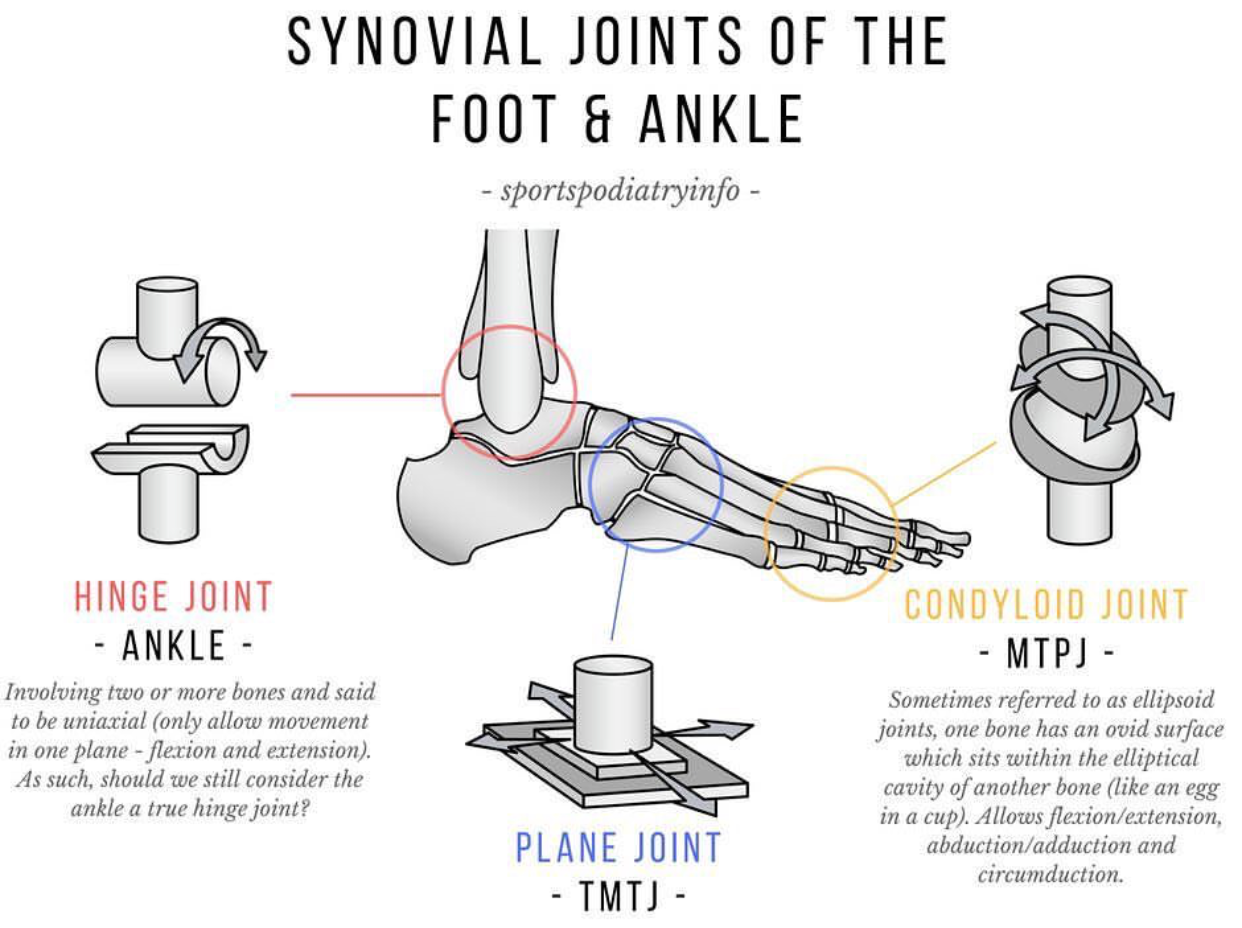 SYNOVIAL JOINTS OF THE
FOOT & ANKLE
- sportspodiatryinfo -
HINGE JOINT
- ANKLE -
Involving two or more bones and said
to be uniaxial (only allow movement
in one plane - flexion and extension).
As such, should we still consider the
ankle a true hinge joint?
PLANE JOINT
- TMTJ -
CONDYLOID JOINT
- MTPJ -
Sometimes referred to as ellipsoid
joints, one bone has an ovid surface
which sits within the elliptical
cavity of another bone (like an egg
in a cup). Allows flexion/extension,
abduction/adduction and
circumduction.